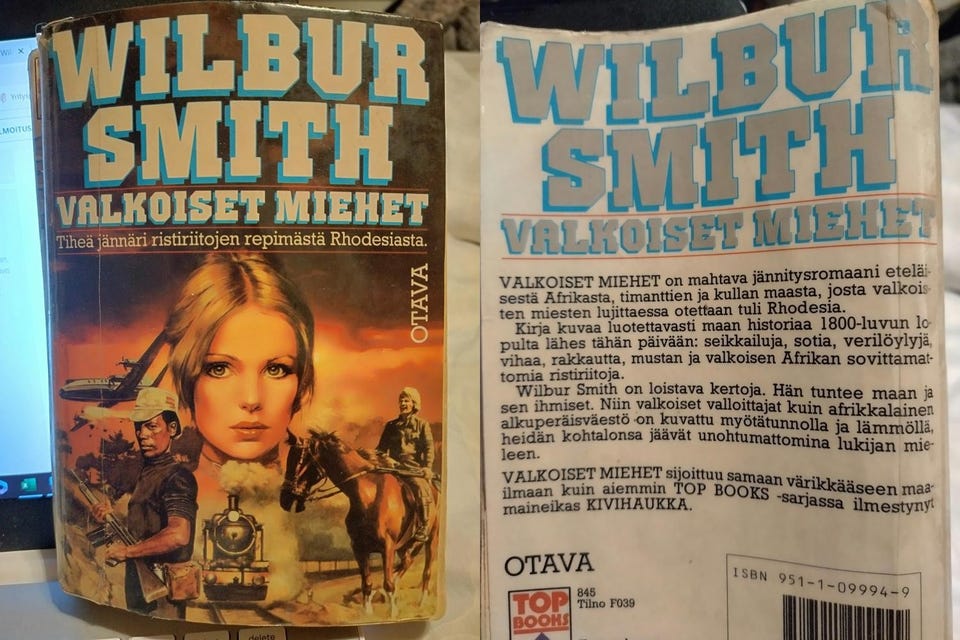 WILBUR
SMITH
VALKOISET MIEHET
Tiheä jännäri ristiriitojen repimästä Rhodesiasta.
OTAVA
LMOITUS
delete
WILBUR
SMITH
VALKOISET MIEHET
VALKOISET MIEHET on mahtava jännitysromaani eteläi-
sestä Afrikasta, timanttien ja kullan maasta, josta valkois-
ten miesten lujittaessa otettaan tuli Rhodesia.
Kirja kuvaa luotettavasti maan historiaa 1800-luvun lo-
pulta lähes tähän päivään: seikkailuja, sotia, verilöylyjä,
vihaa, rakkautta, mustan ja valkoisen Afrikan sovittamat-
tomia ristiriitoja.
Wilbur Smith on loistava kertoja. Hän tuntee maan ja
sen ihmiset. Niin valkoiset valloittajat kuin afrikkalainen
alkuperäisväestö on kuvattu myötätunnolla ja lämmöllä,
heidän kohtalonsa jäävät unohtumattomina lukijan mie-
leen.
VALKOISET MIEHET sijoittuu samaan värikkääseen maa-
ilmaan kuin aiemmin TOP BOOKS -sarjassa ilmestynyt
maineikas KIVIHAUKKA.
OTAVA
TOP
BOOKS
845
Tilno F039
ISBN 951-1-09994-9